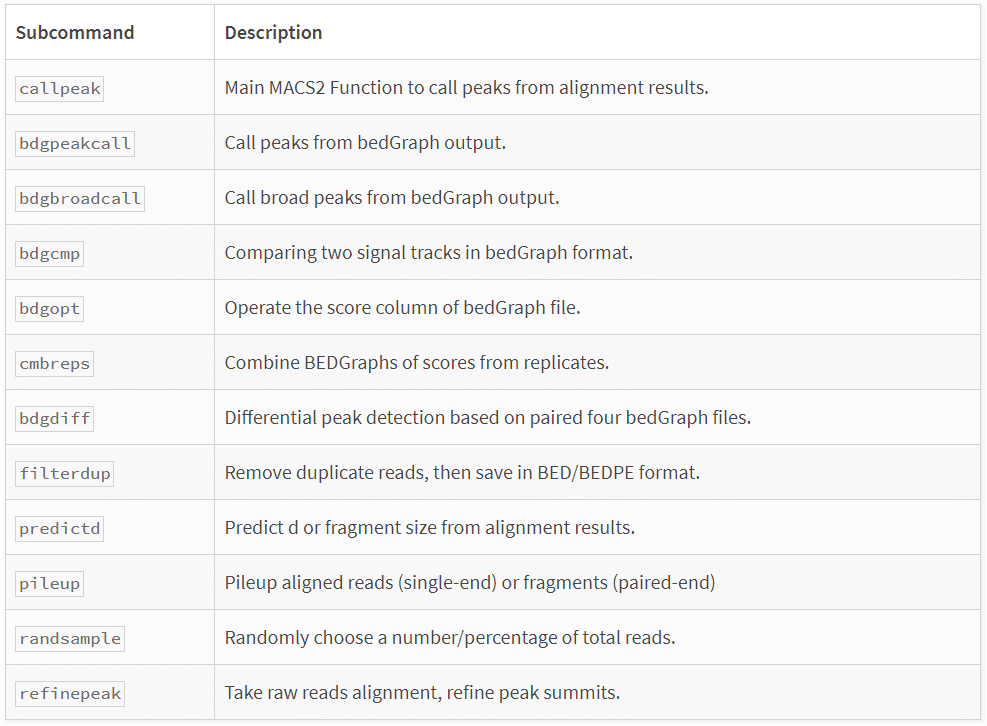 Subcommand Description
callpeak Main MACS2 Function to call peaks from alignment results.
bdgpeakcall Call peaks from bedGraph output.
bdgbroadcall Call broad peaks from bedGraph output.
bdgcmp Comparing two signal tracks in bedGraph format.
bdgopt Operate the score column of bedGraph file.
cmbreps Combine BEDGraphs of scores from replicates.
bdgdiff Differential peak detection based on paired four bedGraph files.
filterdup Remove duplicate reads, then save in BED/BEDPE format.
predictd Predict d or fragment size from alignment results.
pileup Pileup aligned reads (single-end) or fragments (paired-end)
randsample Randomly choose a number/percentage of total reads.
refinepeak Take raw reads alignment, refine peak summits.